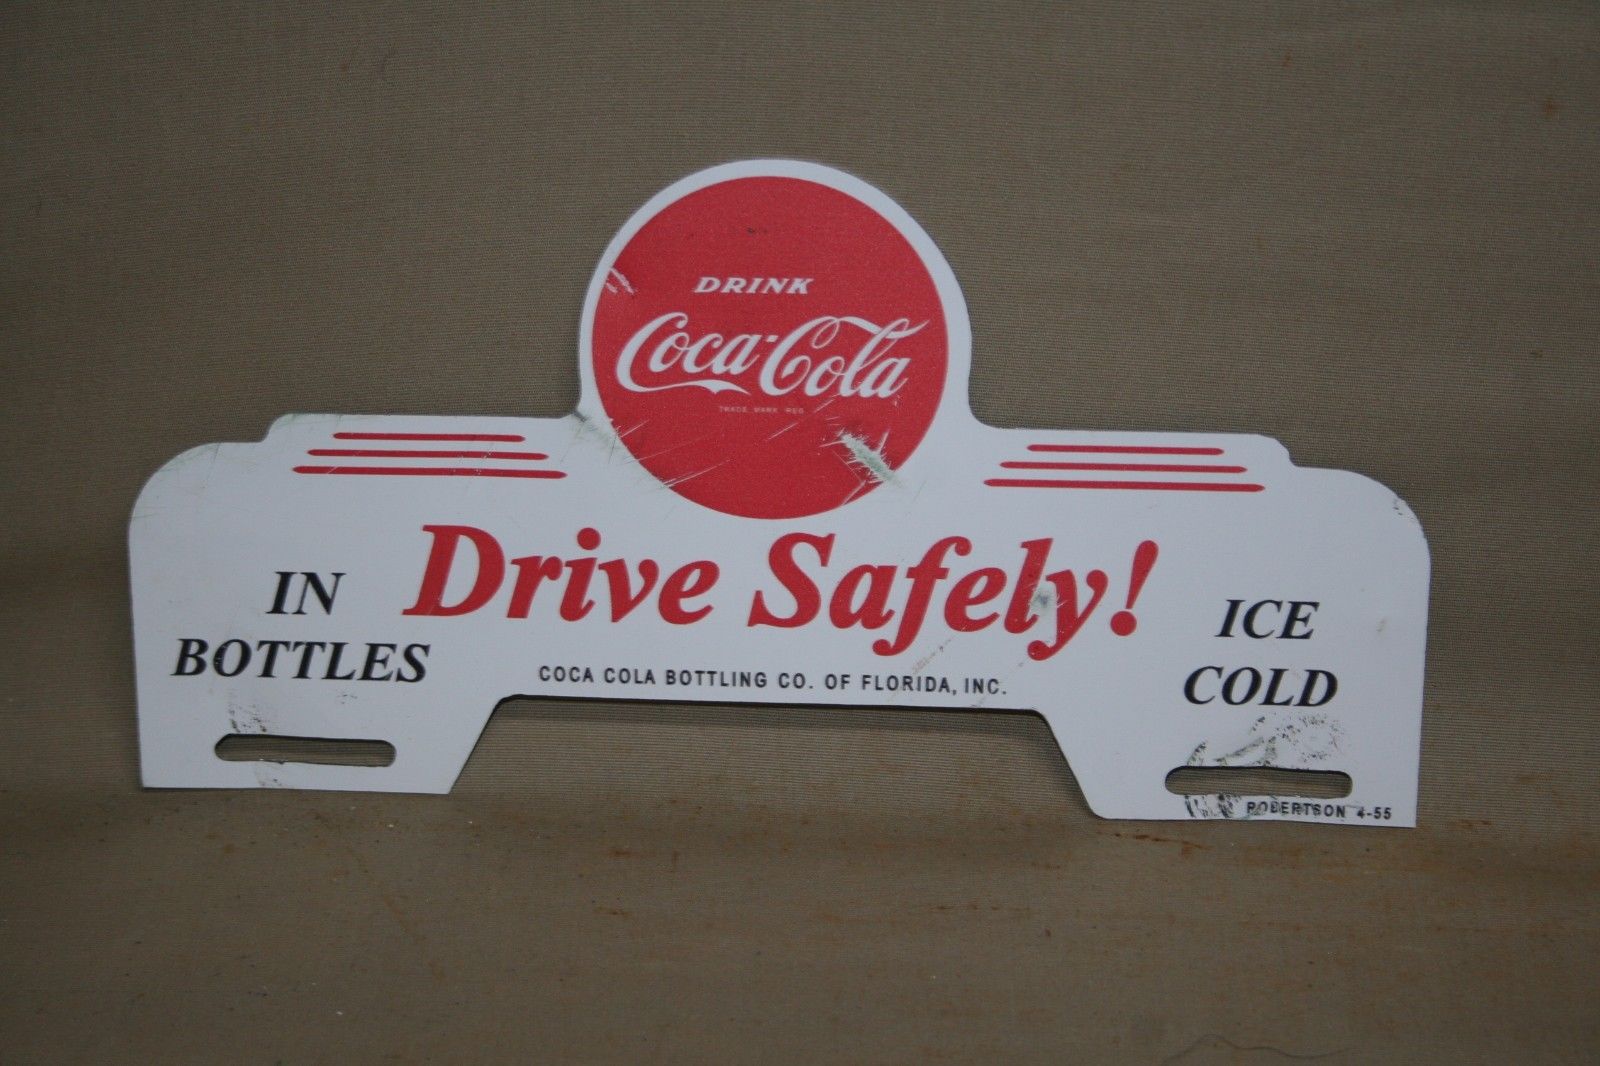 DRINK
Coca-Cola
TRADE MARK REG
Drive Safely!
IN
BOTTLES
ICE
COLD
COCA COLA BOTTLING CO. OF FLORIDA, INC.
ROBERTSON 4-55